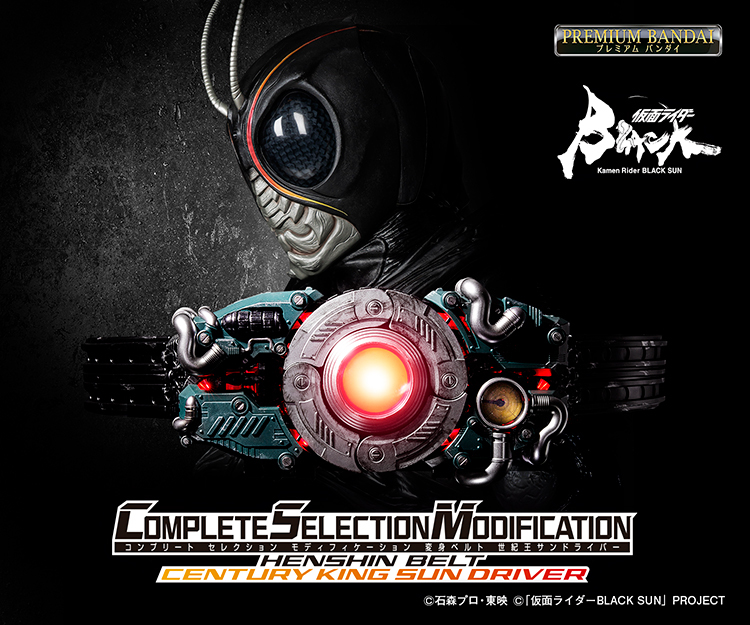 PREMIUM BANDAI
プレミアム バンダイ
仮面ライダー
BLACK SUN
Kamen Rider BLACK SUN
COMPLETE SELECTION MODIFICATION
コンプリート セレクション モディフィケーション 変身ベルト 世紀王サンドライバー
HENSHIN BELT
CENTURY KING SUN DRIVER
©石森プロ・東映 ©「仮面ライダーBLACK SUN」PROJECT